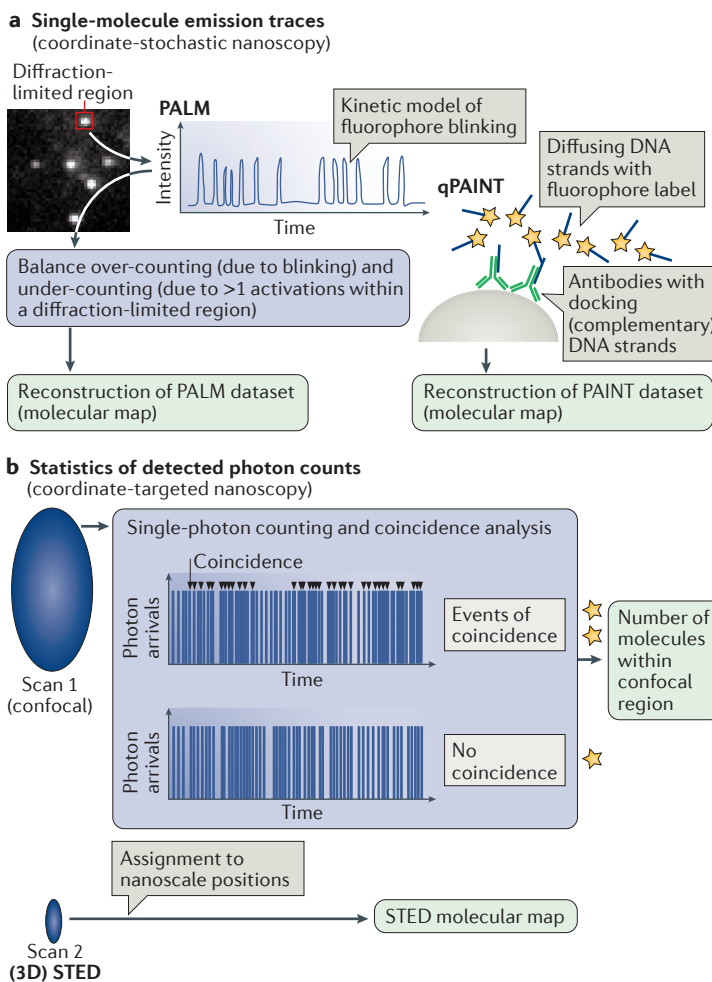 a Single-molecule emission traces
(coordinate-stochastic nanoscopy)
Diffraction-
limited region
PALM
Intensity
Time
Kinetic model of
fluorophore blinking
qPAINT
Diffusing DNA
strands with
fluorophore label
Balance over-counting (due to blinking) and
under-counting (due to >1 activations within
a diffraction-limited region)
Antibodies with
docking
(complementary)
DNA strands
Reconstruction of PALM dataset
(molecular map)
Reconstruction of PAINT dataset
(molecular map)
b Statistics of detected photon counts
(coordinate-targeted nanoscopy)
Scan 1
(confocal)
Single-photon counting and coincidence analysis
Coincidence
Photon
arrivals
Time
Events of
coincidence
Number of
molecules
within
confocal
region
Photon
arrivals
Time
No
coincidence
Assignment to
nanoscale positions
Scan 2
(3D) STED
STED molecular map